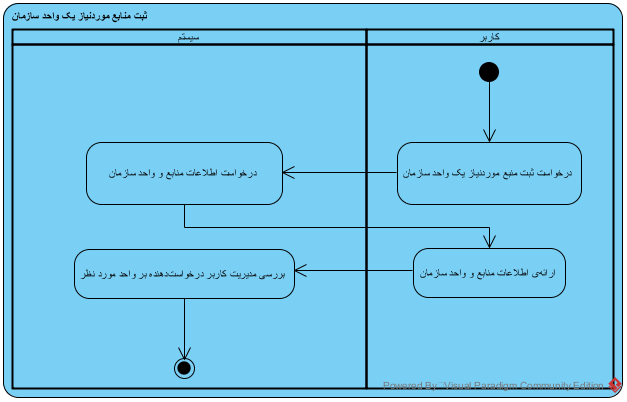 ثبت منابع موردنیاز یک واحد سازمان
کاربر
سیستم
درخواست ثبت منبع موردنیاز یک واحد سازمان
درخواست اطلاعات منابع و واحد سازمان
ارائه‌ی اطلاعات منابع و واحد سازمان
بررسی مدیریت کاربر درخواست‌دهنده بر واحد مورد نظر
Powered By Visual Paradigm Community Edition